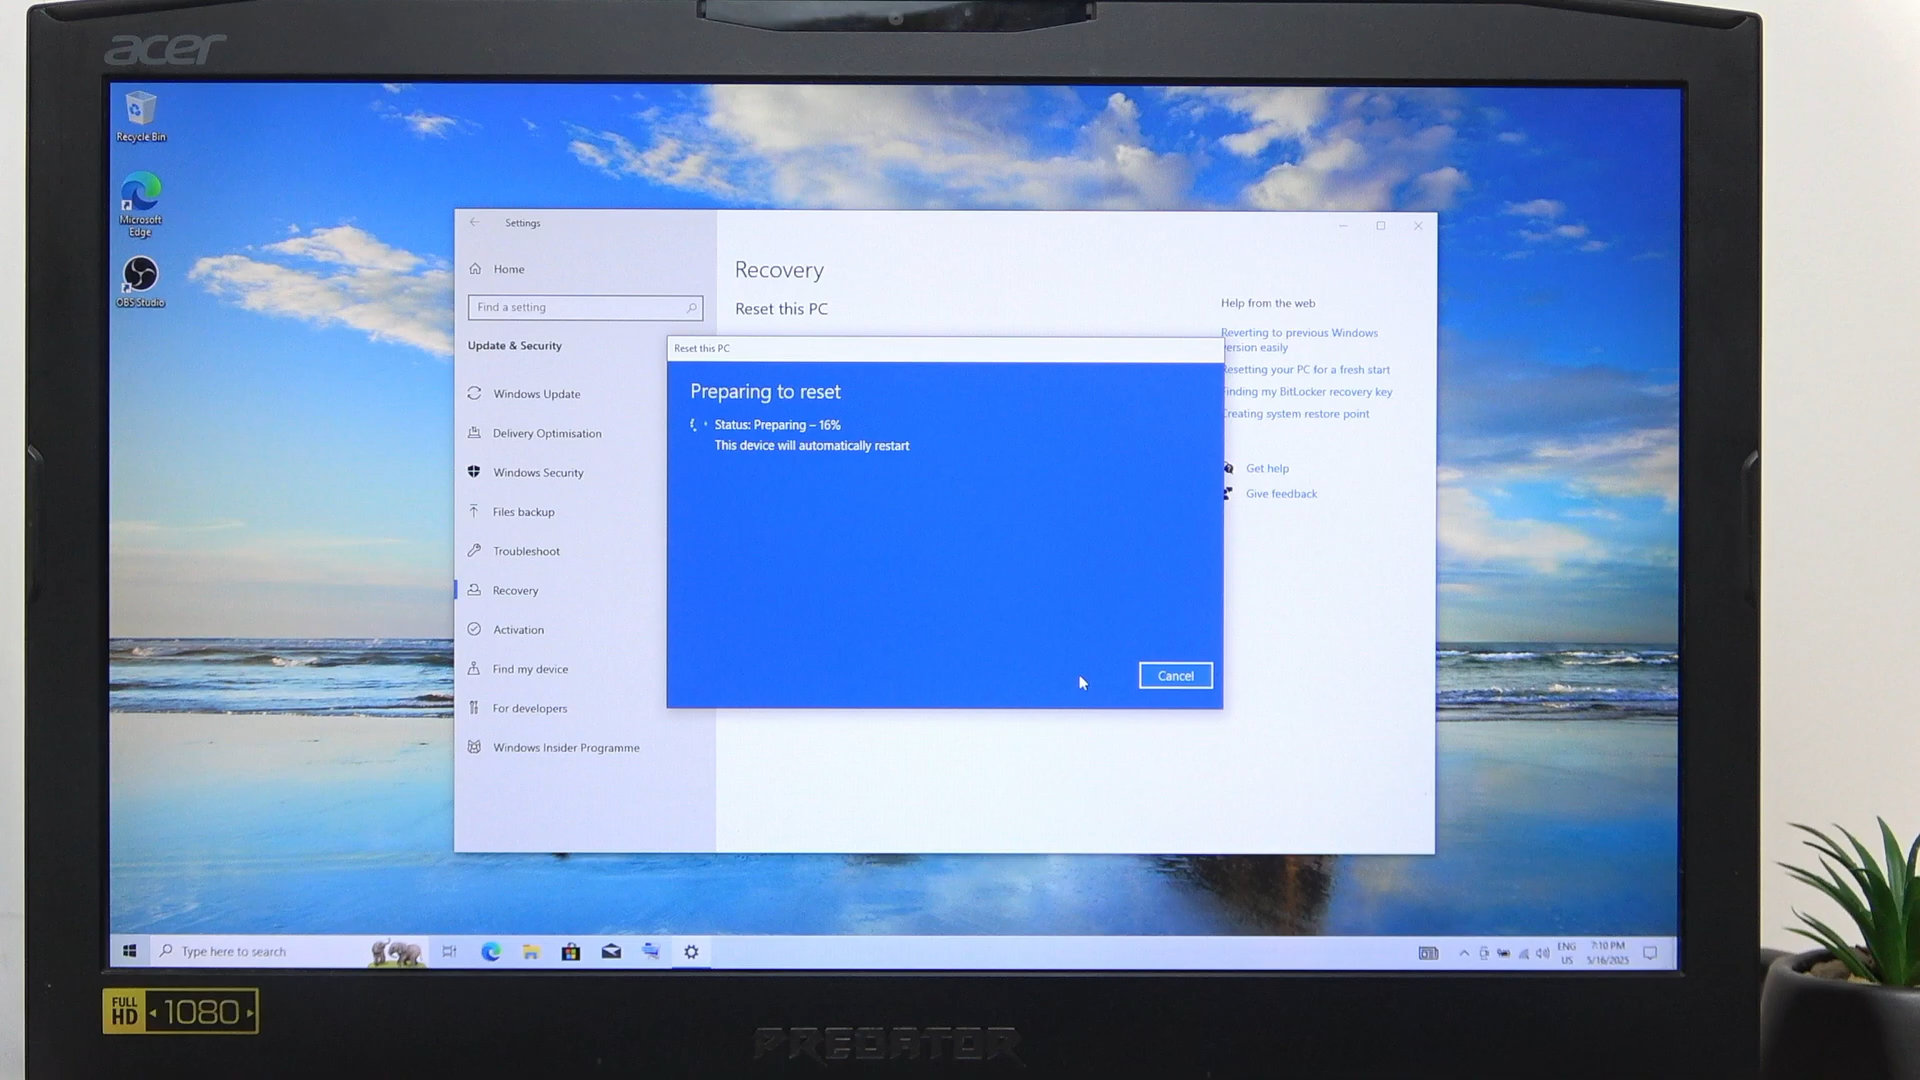 acer
Recycle Bin
Microsoft
Edge
OBS Studio
Settings
Home
Find a setting
Update & Security
Windows Update
Delivery Optimisation
Windows Security
Files backup
Troubleshoot
Recovery
Activation
Find my device
For developers
Windows Insider Programme
Recovery
Reset this PC
Reset this PC
Preparing to reset
Status: Preparing – 16%
This device will automatically restart
Cancel
Help from the web
Reverting to previous Windows
version easily
Resetting your PC for a fresh start
Finding my BitLocker recovery key
Creating system restore point
Get help
Give feedback
Type here to search
ENG
US
7:10 PM
5/16/2025
FULL
HD
1080
PREDATOR